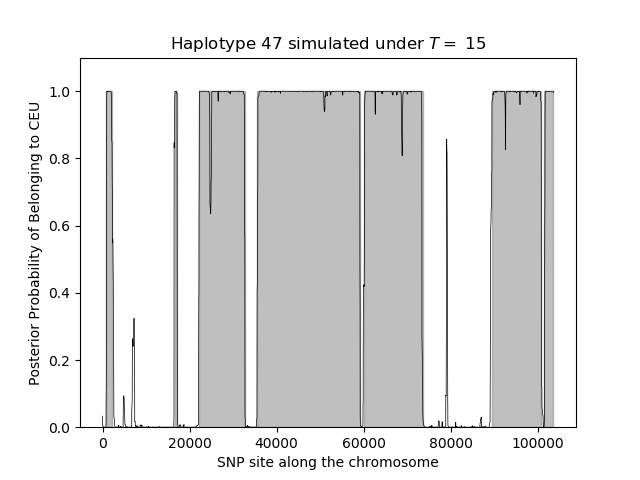 Haplotype 47 simulated under T = 15
Posterior Probability of Belonging to CEU
1.0
0.8
0.6
0.4
0.2
0.0
0 20000 40000 60000 80000 100000
SNP site along the chromosome